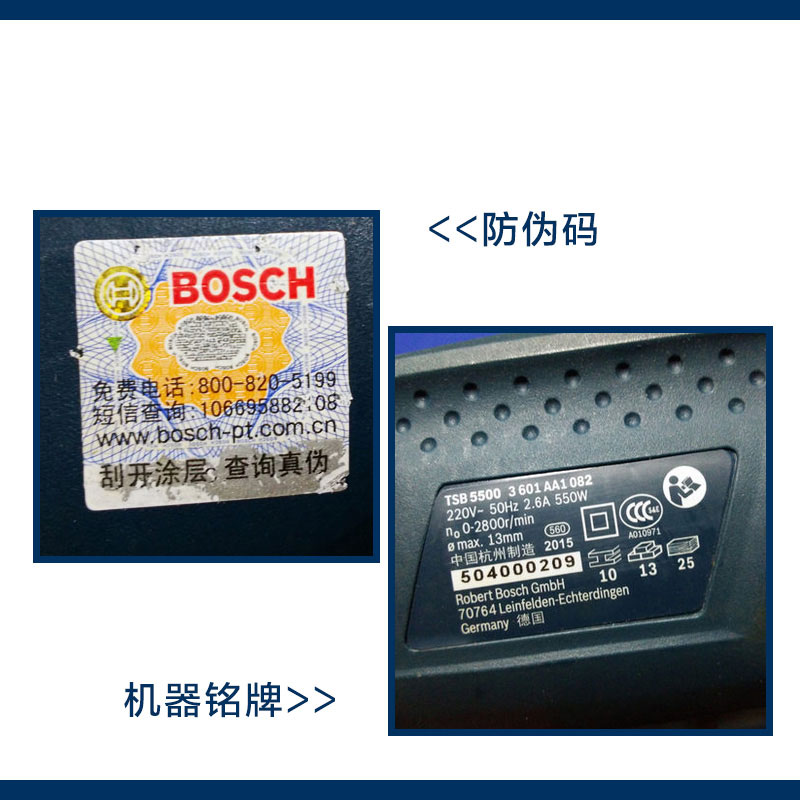 <<防伪码
BOSCH
免费电话:800-820-5199
短信查询:106695882.08
www.bosch-pt.com.cn
刮开涂层,查询真伪
TSB 5500 3 601 AA1 082
220V~ 50Hz 2.6A 550W
n₀ 0-2800r/min
ø max. 13mm
560
中国杭州制造 2015
CCC
S&E
A010971
504000209
10 13 25
Robert Bosch GmbH
70764 Leinfelden-Echterdingen
Germany 德国
机器铭牌>>